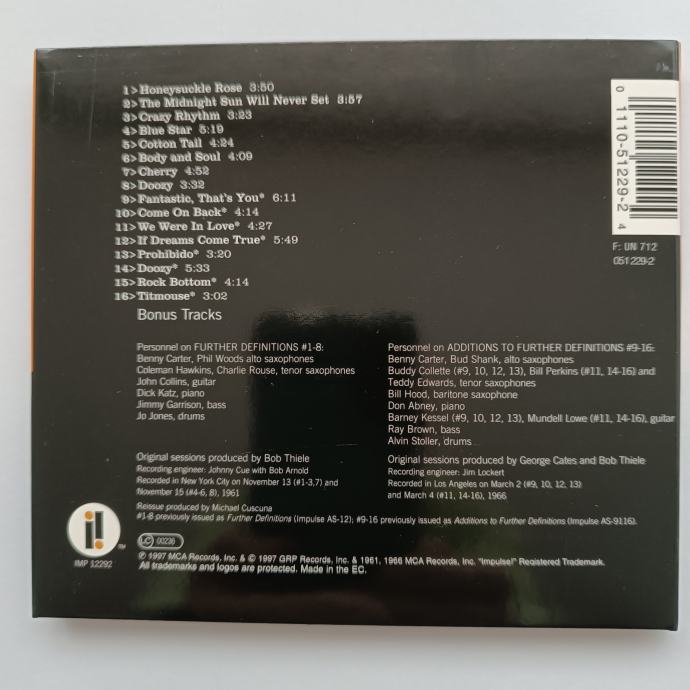 1>Honeysuckle Rose 3:50
2>The Midnight Sun Will Never Set 3:57
3>Crazy Rhythm 3:23
4>Blue Star 5:19
5>Cotton Tail 4:24
6>Body and Soul 4:09
7>Cherry 4:52
8>Doozy 3:32
9>Fantastic, That's You* 6:11
10>Come On Back* 4:14
11>We Were In Love* 4:27
12>If Dreams Come True* 5:49
13>Prohibido* 3:20
14>Doozy* 5:33
15>Rock Bottom* 4:14
16>Titmouse* 3:02
Bonus Tracks
0 1110-51229-2 4
F: UN 712
051 229-2
Personnel on FURTHER DEFINITIONS #1-8:
Benny Carter, Phil Woods alto saxophones
Coleman Hawkins, Charlie Rouse, tenor saxophones
John Collins, guitar
Dick Katz, piano
Jimmy Garrison, bass
Jo Jones, drums
Personnel on ADDITIONS TO FURTHER DEFINITIONS #9-16:
Benny Carter, Bud Shank, alto saxophones
Buddy Collette (#9, 10, 12, 13), Bill Perkins (#11, 14-16) and
Teddy Edwards, tenor saxophones
Bill Hood, baritone saxophone
Don Abney, piano
Barney Kessel (#9, 10, 12, 13), Mundell Lowe (#11, 14-16), guitar
Ray Brown, bass
Alvin Stoller, drums
Original sessions produced by Bob Thiele
Recording engineer: Johnny Cue with Bob Arnold
Recorded in New York City on November 13 (#1-3,7) and
November 15 (#4-6, 8), 1961
Original sessions produced by George Cates and Bob Thiele
Recording engineer: Jim Lockert
Recorded in Los Angeles on March 2 (#9, 10, 12, 13)
and March 4 (#11, 14-16), 1966
Reissue produced by Michael Cuscuna
#1-8 previously issued as Further Definitions (Impulse AS-12); #9-16 previously issued as Additions to Further Definitions (Impulse AS-9116).
i!
TM
IMP 12292
LC 00236
℗ 1997 MCA Records, Inc. & © 1997 GRP Records, Inc. & 1961, 1966 MCA Records, Inc. "Impulse!" Registered Trademark.
All trademarks and logos are protected. Made in the EC.